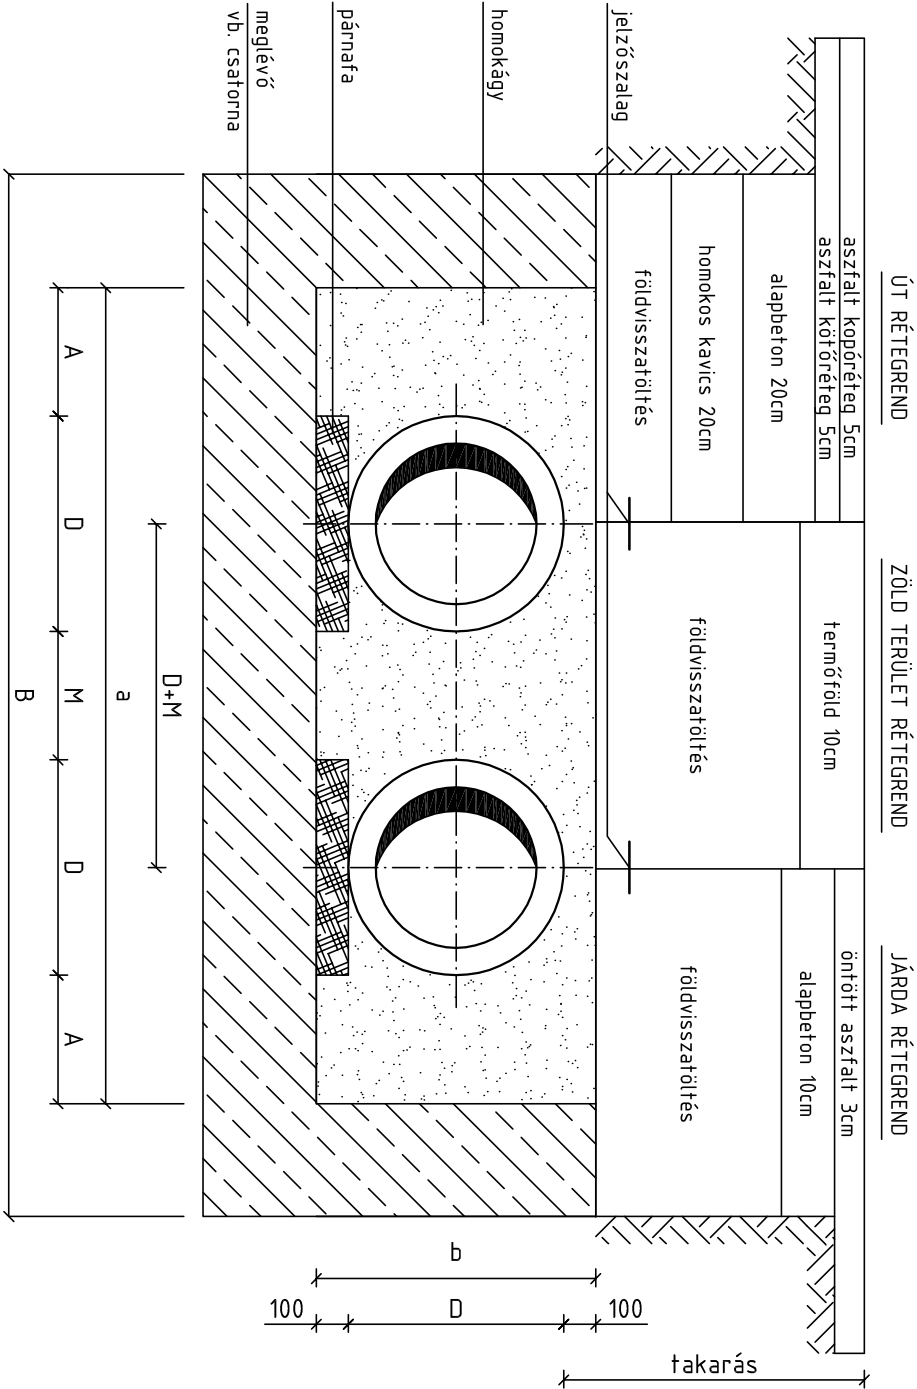 ÚT RÉTEGREND
ZÖLD TERÜLET RÉTEGREND
JÁRDA RÉTEGREND
aszfalt kopóréteg 5cm
aszfalt kötőréteg 5cm
alapbeton 20cm
homokos kavics 20cm
földvisszatöltés
termőföld 10cm
földvisszatöltés
öntött aszfalt 3cm
alapbeton 10cm
földvisszatöltés
jelzőszalag
homokágy
párnafa
meglévő
vb. csatorna
takarás
100
D
100
b
D+M
a
A
D
M
D
A
B